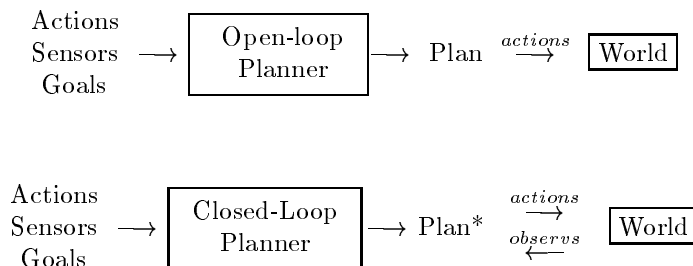 Actions
Sensors
Goals
Open-loop
Planner
Plan
actions
World
Actions
Sensors
Goals
Closed-Loop
Planner
Plan*
actions
observs
World